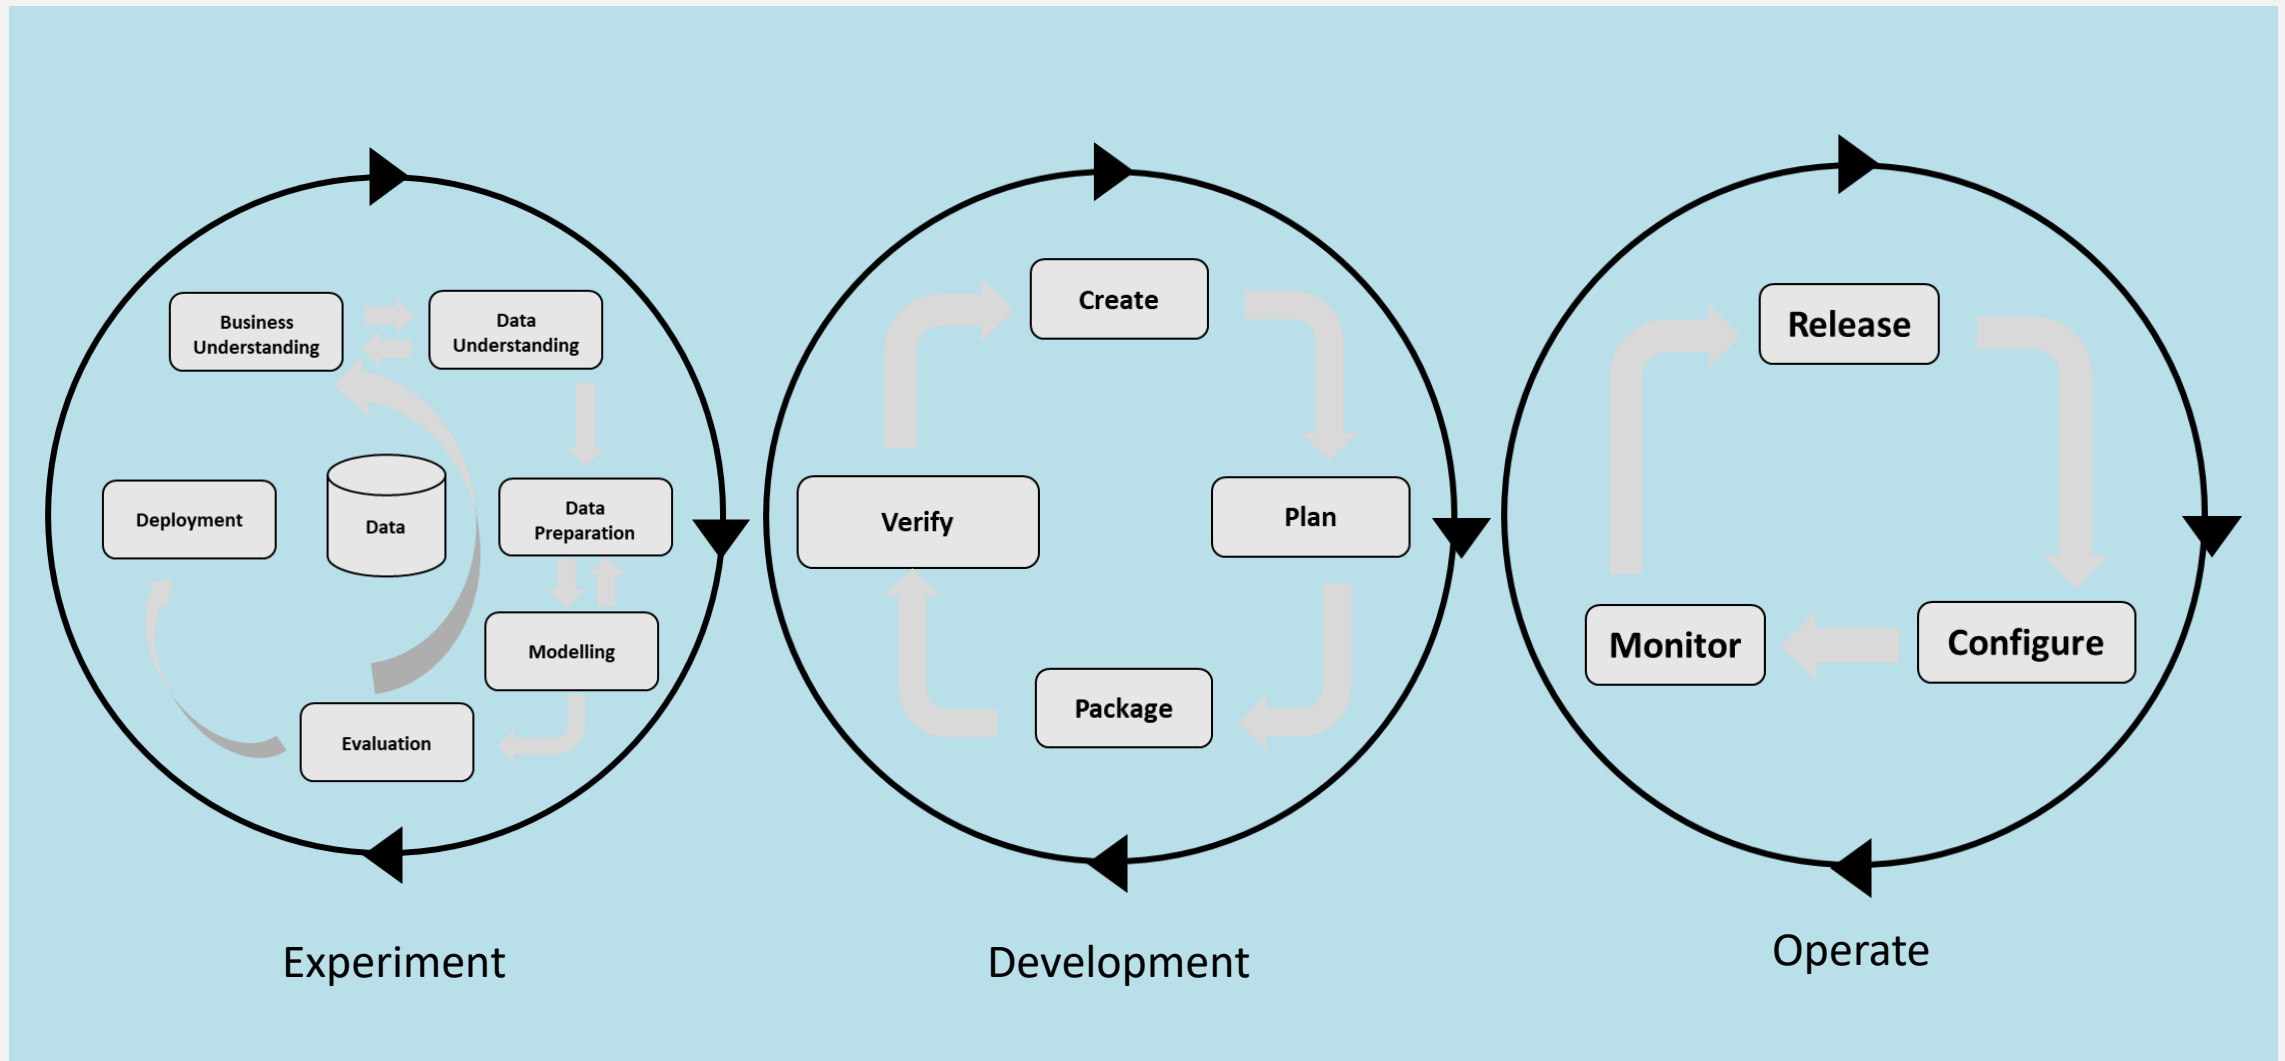 Business
Understanding
Data
Understanding
Deployment
Data
Data
Preparation
Modelling
Evaluation
Experiment
Create
Verify
Plan
Package
Development
Release
Monitor
Configure
Operate